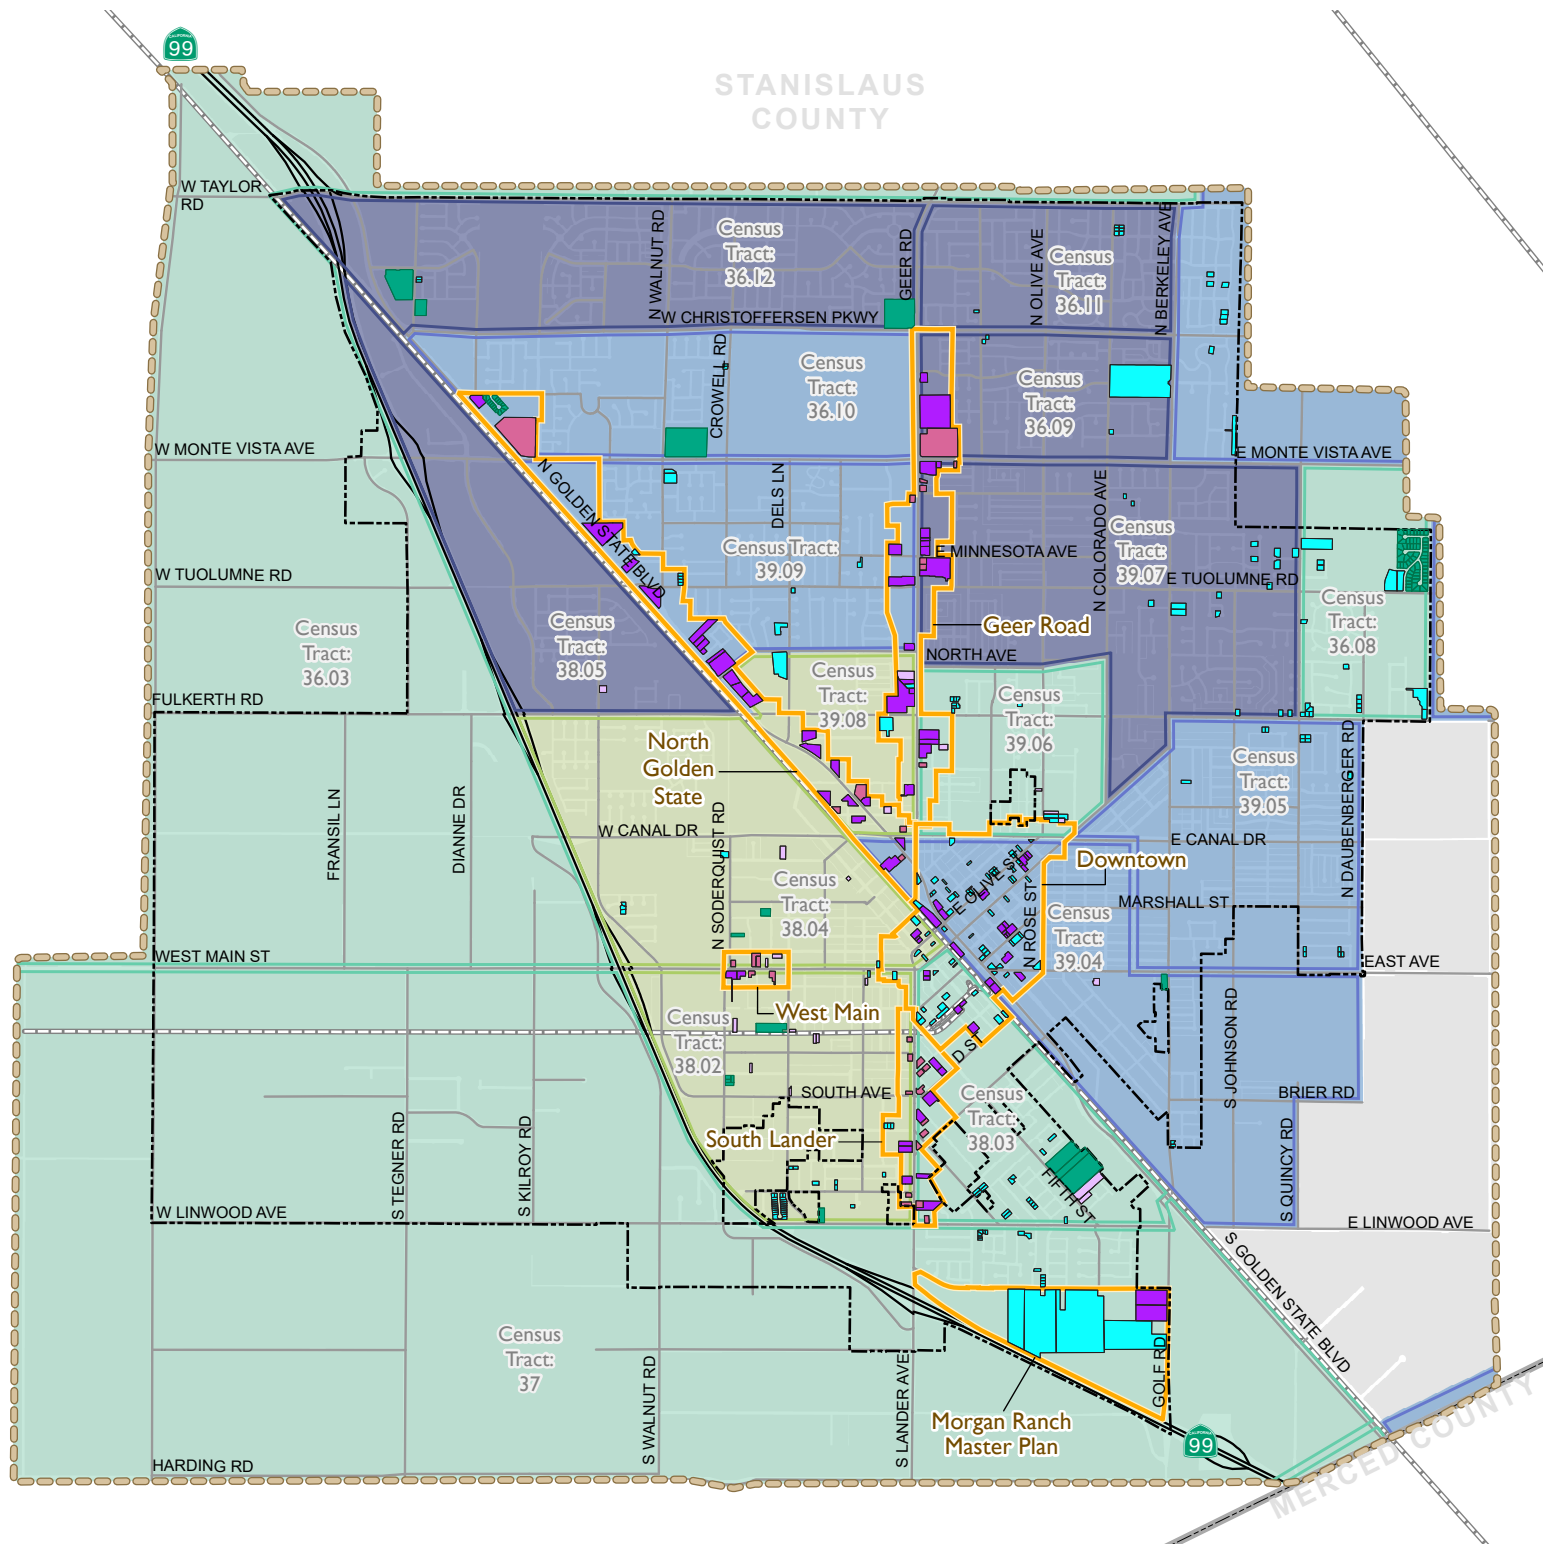 CALIFORNIA
99
STANISLAUS
COUNTY
W TAYLOR
RD
N WALNUT RD
Census
Tract:
36.12
GEER RD
N OLIVE AVE
Census
Tract:
36.11
N BERKELEY AVE
W CHRISTOFFERSEN PKWY
CROWELL RD
Census
Tract:
36.10
Census
Tract:
36.09
W MONTE VISTA AVE
E MONTE VISTA AVE
N GOLDEN STATE BLVD
DELS LN
N COLORADO AVE
Census Tract:
39.09
E MINNESOTA AVE
Census
Tract:
39.07
W TUOLUMNE RD
E TUOLUMNE RD
Census
Tract:
36.03
Census
Tract:
38.05
Geer Road
Census
Tract:
36.08
NORTH AVE
FULKERTH RD
Census
Tract:
39.08
Census
Tract:
39.06
North
Golden
State
Census
Tract:
39.05
N DAUBENBERGER RD
FRANSIL LN
DIANNE DR
N SODERQUIST RD
W CANAL DR
E CANAL DR
Downtown
Census
Tract:
38.04
E OLIVE ST
N ROSE ST
MARSHALL ST
Census
Tract:
39.04
WEST MAIN ST
EAST AVE
West Main
Census
Tract:
38.02
D ST
S JOHNSON RD
SOUTH AVE
BRIER RD
South Lander
Census
Tract:
38.03
S STEGNER RD
S KILROY RD
FIFTH ST
S QUINCY RD
W LINWOOD AVE
E LINWOOD AVE
S GOLDEN STATE BLVD
Census
Tract:
37
S WALNUT RD
S LANDER AVE
GOLF RD
Morgan Ranch
Master Plan
CALIFORNIA
99
HARDING RD
MERCED COUNTY